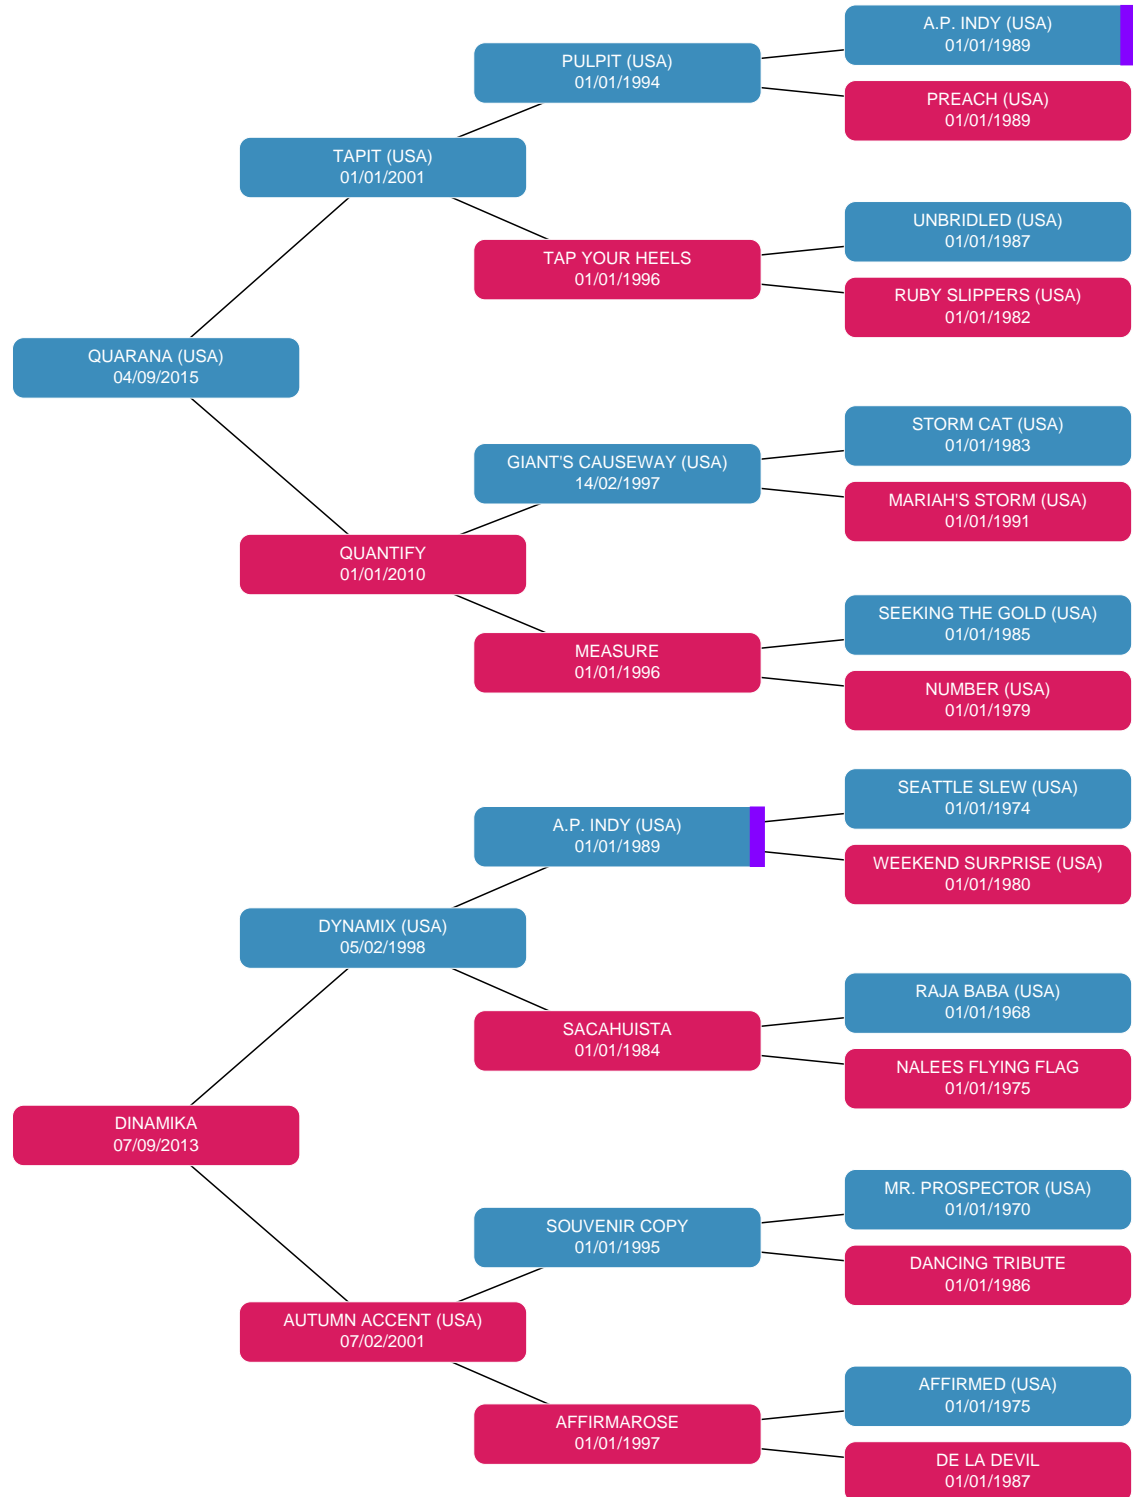 A.P. INDY (USA)
01/01/1989
PULPIT (USA)
01/01/1994
PREACH (USA)
01/01/1989
TAPIT (USA)
01/01/2001
UNBRIDLED (USA)
01/01/1987
TAP YOUR HEELS
01/01/1996
RUBY SLIPPERS (USA)
01/01/1982
QUARANA (USA)
04/09/2015
STORM CAT (USA)
01/01/1983
GIANT'S CAUSEWAY (USA)
14/02/1997
MARIAH'S STORM (USA)
01/01/1991
QUANTIFY
01/01/2010
SEEKING THE GOLD (USA)
01/01/1985
MEASURE
01/01/1996
NUMBER (USA)
01/01/1979
SEATTLE SLEW (USA)
01/01/1974
A.P. INDY (USA)
01/01/1989
WEEKEND SURPRISE (USA)
01/01/1980
DYNAMIX (USA)
05/02/1998
RAJA BABA (USA)
01/01/1968
SACAHUISTA
01/01/1984
NALEES FLYING FLAG
01/01/1975
DINAMIKA
07/09/2013
MR. PROSPECTOR (USA)
01/01/1970
SOUVENIR COPY
01/01/1995
DANCING TRIBUTE
01/01/1986
AUTUMN ACCENT (USA)
07/02/2001
AFFIRMED (USA)
01/01/1975
AFFIRMAROSE
01/01/1997
DE LA DEVIL
01/01/1987